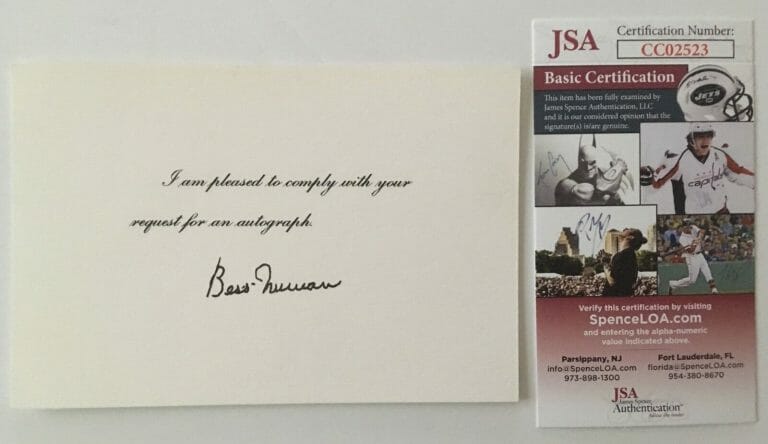 I am pleased to comply with your
request for an autograph.
Bess Truman
JSA
Certification Number:
CC02523
Basic Certification
This item has been fully examined by
James Spence Authentication, LLC
and it is our considered opinion that the
signature(s) is/are genuine.
JETS
capitals
Verify this certification by visiting
SpenceLOA.com
and entering the alpha-numeric
value indicated above.
Parsippany, NJ
info@SpenceLOA.com
973-898-1300
Fort Lauderdale, FL
florida@SpenceLOA.com
954-380-8670
JSA
James Spence
Authentication